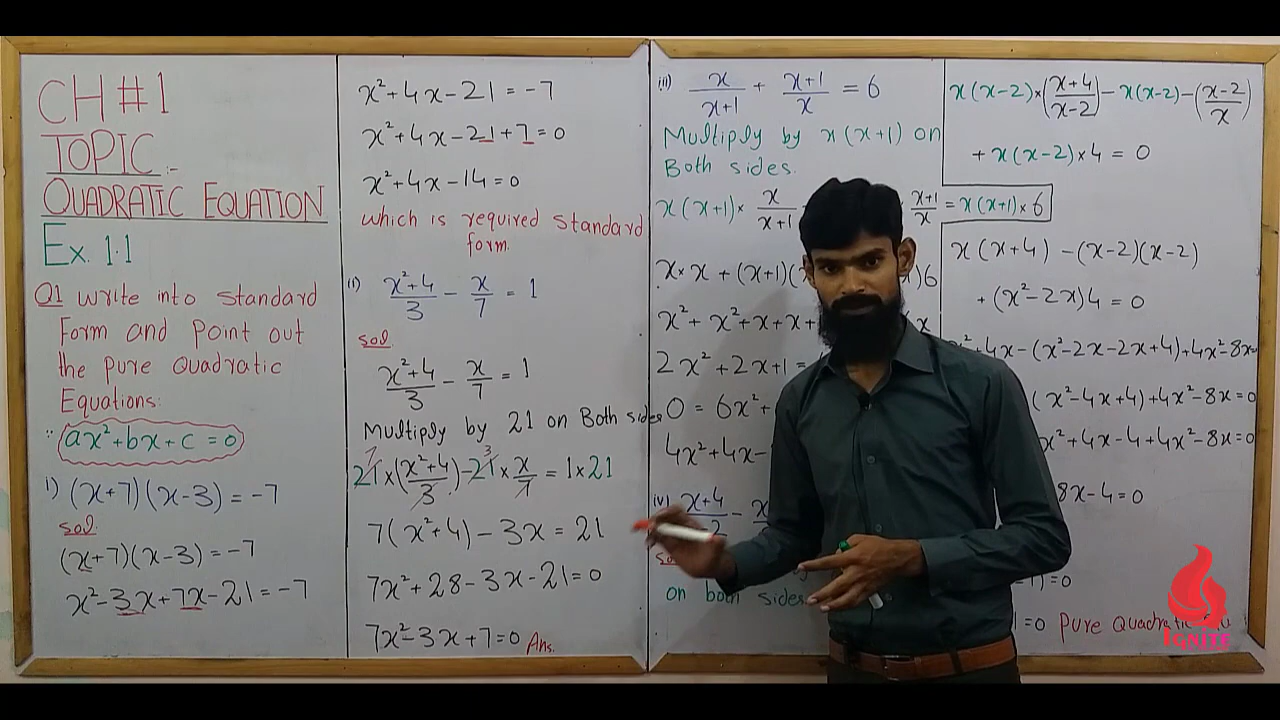 CH # 1
TOPIC :-
QUADRATIC EQUATION
Ex. 1.1
Q1 Write into standard
Form and Point out
the pure Quadratic
Equations:
∵ ax²+bx+c=0
i) (x+7)(x-3) = -7
sol:
(x+7)(x-3) = -7
x²-3x+7x-21 = -7
x²+4x-21 = -7
x²+4x-21+7=0
x²+4x-14=0
which is required Standard
form.
(ii) (x²+4)/3 - x/7 = 1
sol
(x²+4)/3 - x/7 = 1
Multiply by 21 on Both sides
7 3
21×((x²+4)/3)-21×x/7 = 1×21
7(x²+4) - 3x = 21
7x²+28-3x-21=0
7x²-3x+7=0 Ans.
(iii) x/(x+1) + (x+1)/x = 6
Multiply by x(x+1) on
Both sides.
x(x+1)× x/(x+1) (x+1)/x = x(x+1)×6
x×x + (x+1)( )6
x²+x²+x+x+ x
2x²+2x+1=
0 = 6x²+
4x²+4x-
(iv) (x+4)/ 2 - x
on both sides
x(x-2)×((x+4)/(x-2))-x(x-2)-((x-2)/x)
+x(x-2)×4 = 0
x(x+4) -(x-2)(x-2)
+(x²-2x)4=0
4x-(x²-2x-2x+4)+4x²-8x=
(x²-4x+4)+4x²-8x=0
x²+4x-4+4x²-8x=0
8x-4=0
)=0
=0 Pure Quadratic
IGNITE